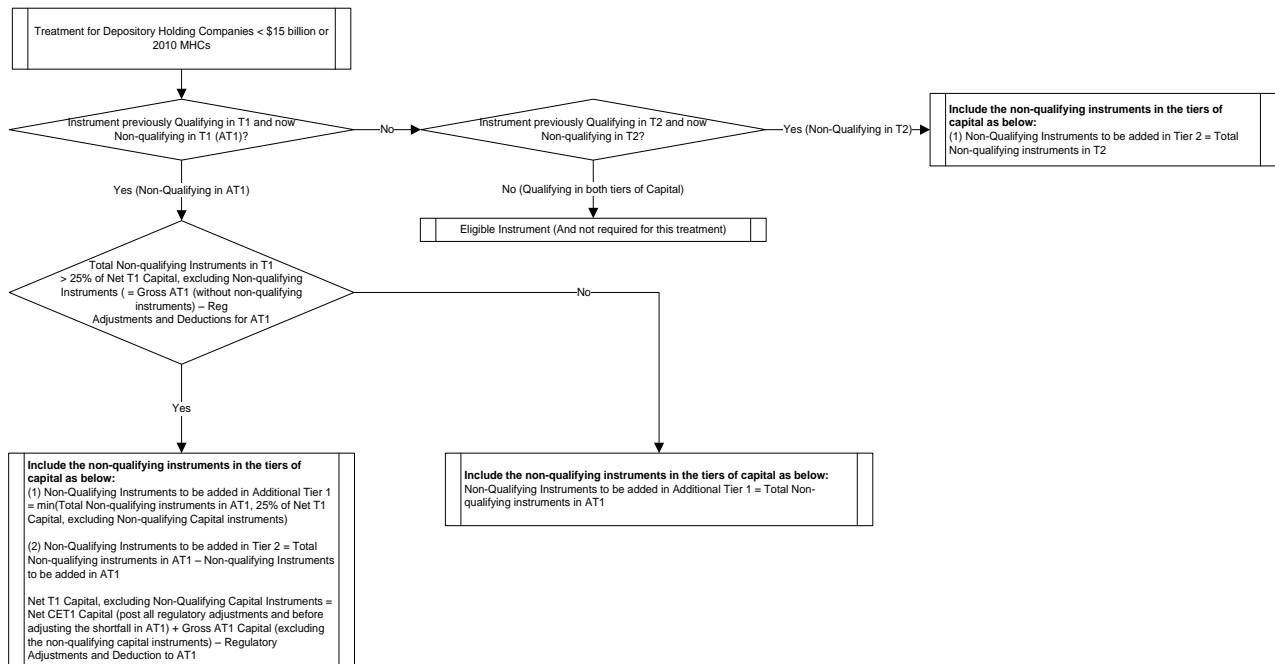 Treatment for Depository Holding Companies < $15 billion or
2010 MHCs
Instrument previously Qualifying in T1 and now
Non-qualifying in T1 (AT1)?
No
Instrument previously Qualifying in T2 and now
Non-qualifying in T2?
Yes (Non-Qualifying in T2)
Include the non-qualifying instruments in the tiers of
capital as below:
(1) Non-Qualifying Instruments to be added in Tier 2 = Total
Non-qualifying instruments in T2
Yes (Non-Qualifying in AT1)
No (Qualifying in both tiers of Capital)
Eligible Instrument (And not required for this treatment)
Total Non-qualifying Instruments in T1
> 25% of Net T1 Capital, excluding Non-qualifying
Instruments ( = Gross AT1 (without non-qualifying
instruments) – Reg
Adjustments and Deductions for AT1
No
Yes
Include the non-qualifying instruments in the tiers of
capital as below:
(1) Non-Qualifying Instruments to be added in Additional Tier 1
= min(Total Non-qualifying instruments in AT1, 25% of Net T1
Capital, excluding Non-qualifying Capital instruments)
(2) Non-Qualifying Instruments to be added in Tier 2 = Total
Non-qualifying instruments in AT1 – Non-qualifying Instruments
to be added in AT1
Net T1 Capital, excluding Non-Qualifying Capital Instruments =
Net CET1 Capital (post all regulatory adjustments and before
adjusting the shortfall in AT1) + Gross AT1 Capital (excluding
the non-qualifying capital instruments) – Regulatory
Adjustments and Deduction to AT1
Include the non-qualifying instruments in the tiers of capital as below:
Non-Qualifying Instruments to be added in Additional Tier 1 = Total Non-
qualifying instruments in AT1